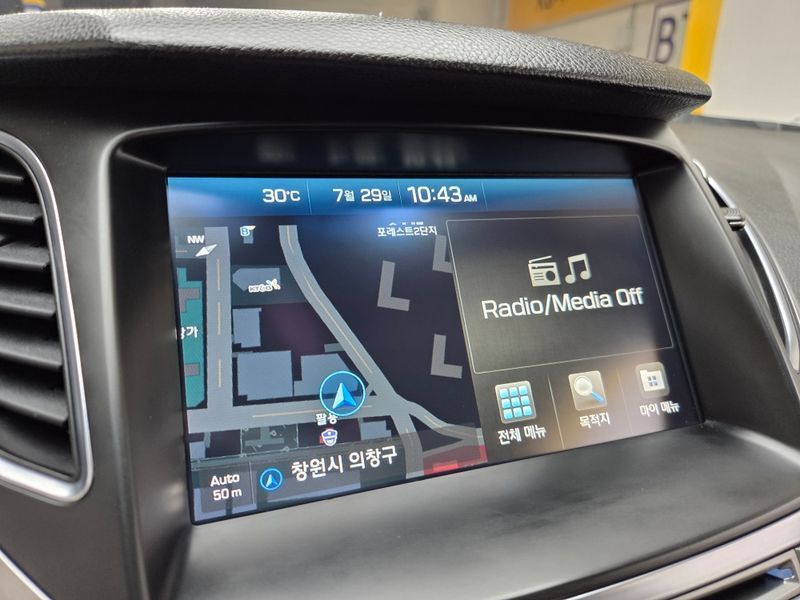 30°C
7월 29일
10:43 AM
NW
포레스트2단지
Radio/Media Off
팔용
Auto
50 m
창원시 의창구
전체 메뉴
목적지
마이 메뉴